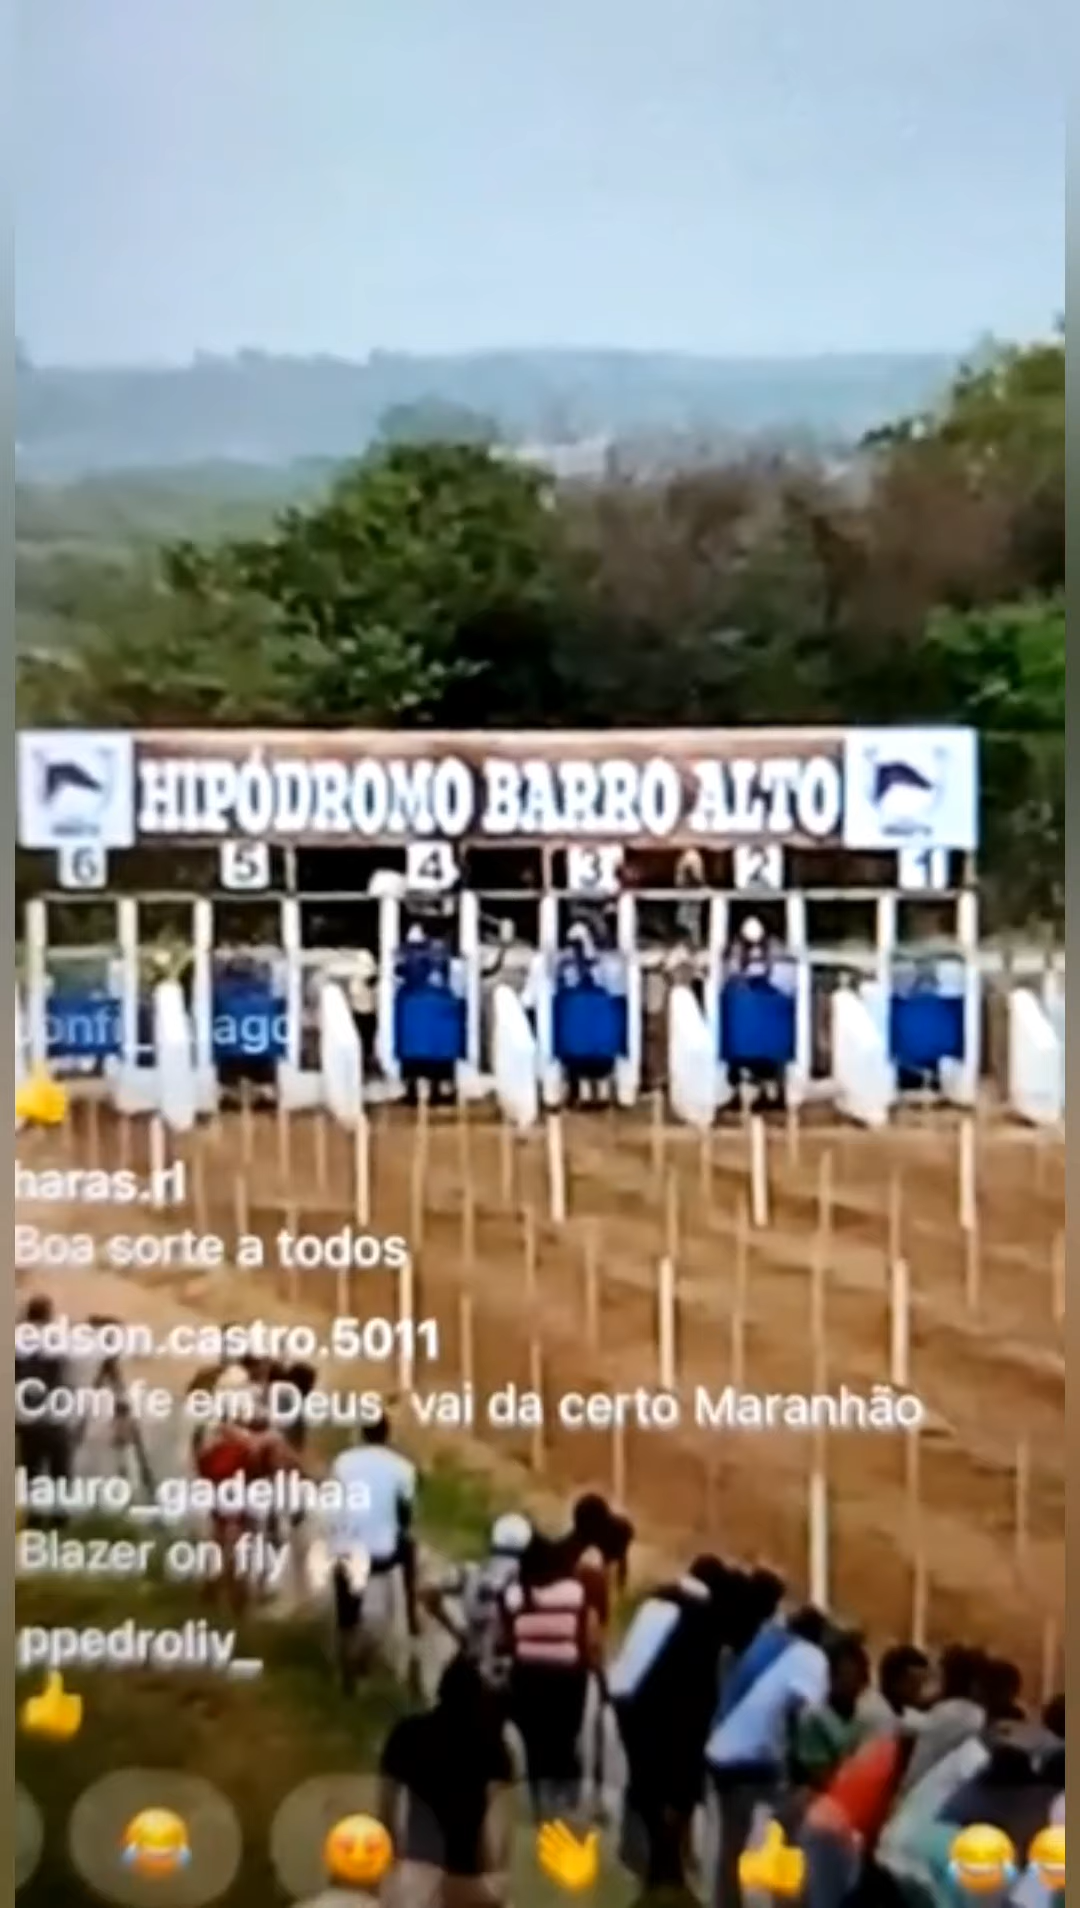 HIPÓDROMO BARRO ALTO
6 5 4 3 2 1
haras.rl
Boa sorte a todos
edson.castro.5011
Com fe em Deus vai da certo Maranhão
lauro_gadelhaa
Blazer on fly
ppedroliv_